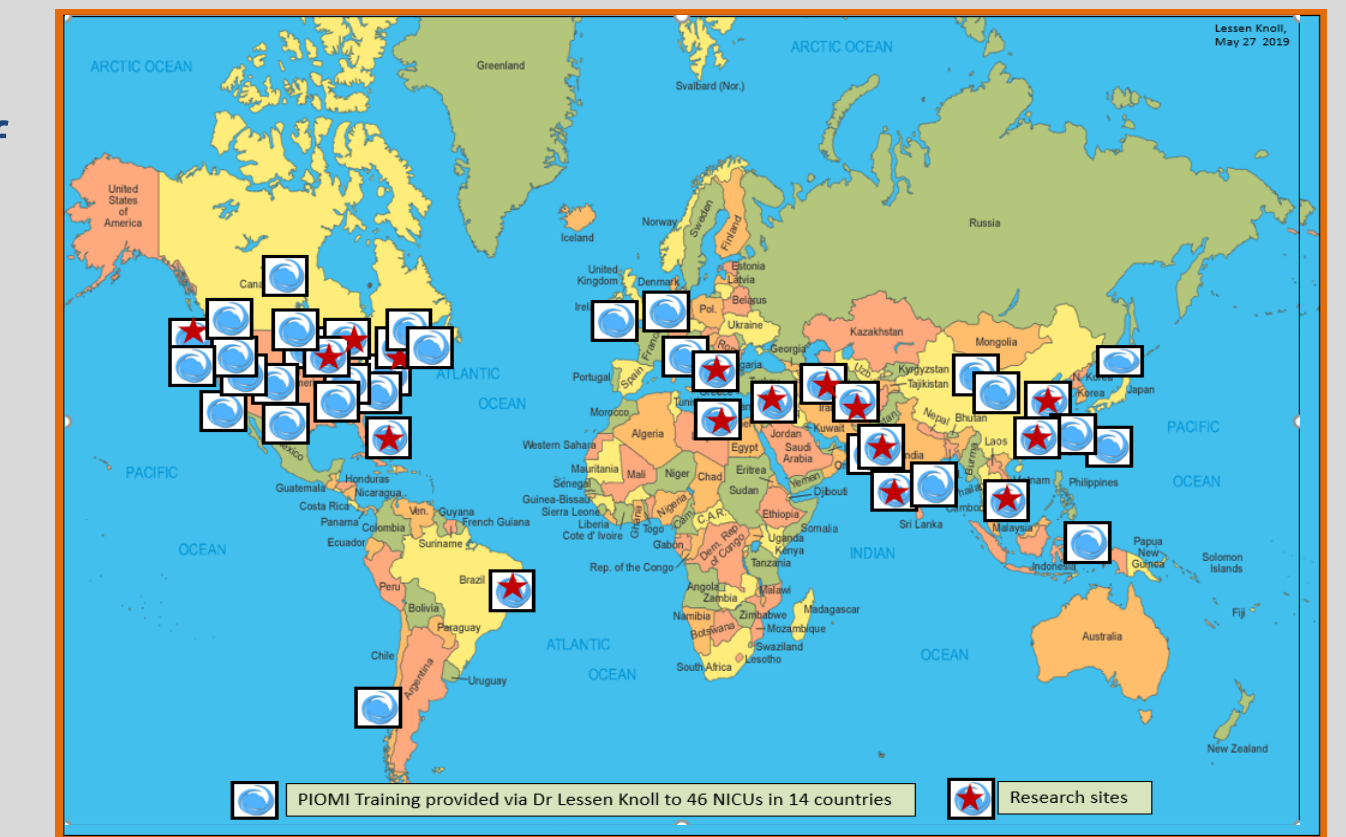 Lessen Knoll,
May 27 2019
ARCTIC OCEAN
ARCTIC OCEAN
Greenland
Svalbard (Nor.)
United
States
of
America
Norway
Sweden
Finland
Russia
Iceland
Estonia
Latvia
United
Kingdom
Denmark
Belarus
Pol.
Ukraine
Kazakhstan
Mongolia
Georgia
Kyrgyzstan
Tajikistan
Portugal
Spain
Korea
Japan
ATLANTIC
OCEAN
Morocco
Algeria
Kuwait
Nepal
Bhutan
PACIFIC
OCEAN
Western Sahara
Egypt
Jordan
Saudi
Arabia
Laos
Burma
PACIFIC
OCEAN
Mauritania
Mali
Niger
Chad
Eritrea
Sudan
Yemen
Djibouti
Philippines
Honduras
Guatemala
Nicaragua
Costa Rica
Panama
Senegal
Guinea-Bissau
Sierra Leone
Liberia
Cote d' Ivoire
Ghana
Togo
Nigeria
Cam.
C.A.R.
Ethiopia
Somalia
Sri Lanka
Malaysia
Ven.
Guyana
French Guiana
Colombia
Suriname
Ecuador
Gabon
Rep. of the Congo
Dem. Rep
of Congo
Uganda
Kenya
Tanzania
INDIAN
OCEAN
Indonesia
Papua
New
Guinea
Solomon
Islands
Peru
Brazil
Bolivia
Paraguay
Angola
Zambia
Malawi
Zimbabwe
Mozambique
Madagascar
Namibia
Botswana
Swaziland
Lesotho
South Africa
Fiji
Australia
Chile
Argentina
Uruguay
ATLANTIC
OCEAN
New Zealand
PIOMI Training provided via Dr Lessen Knoll to 46 NICUs in 14 countries
Research sites